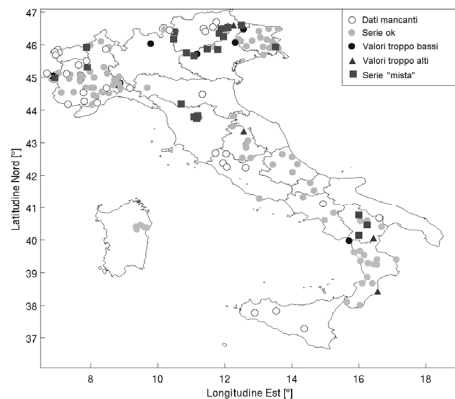 Dati mancanti
Serie ok
Valori troppo bassi
Valori troppo alti
Serie "mista"
47
46
45
44
43
42
41
40
39
38
37
Latitudine Nord [°]
8 10 12 14 16 18
Longitudine Est [°]